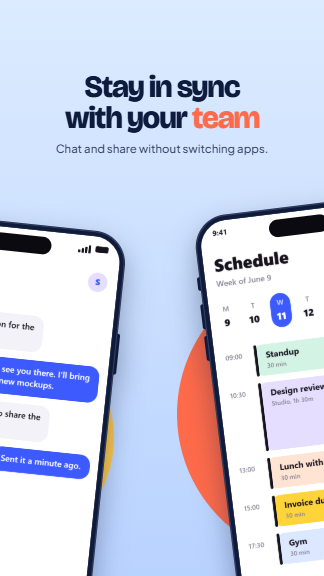 Stay in sync
with your team
Chat and share without switching apps.
S
on for the
see you there. I'll bring
new mockups.
o share the
Sent it a minute ago.
9:41
Schedule
Week of June 9
M T W T
9 10 11 12
09:00 Standup
30 min
10:30 Design review
Studio, 1h 30m
13:00 Lunch with
30 min
15:00 Invoice du
30 min
17:30 Gym
30 min